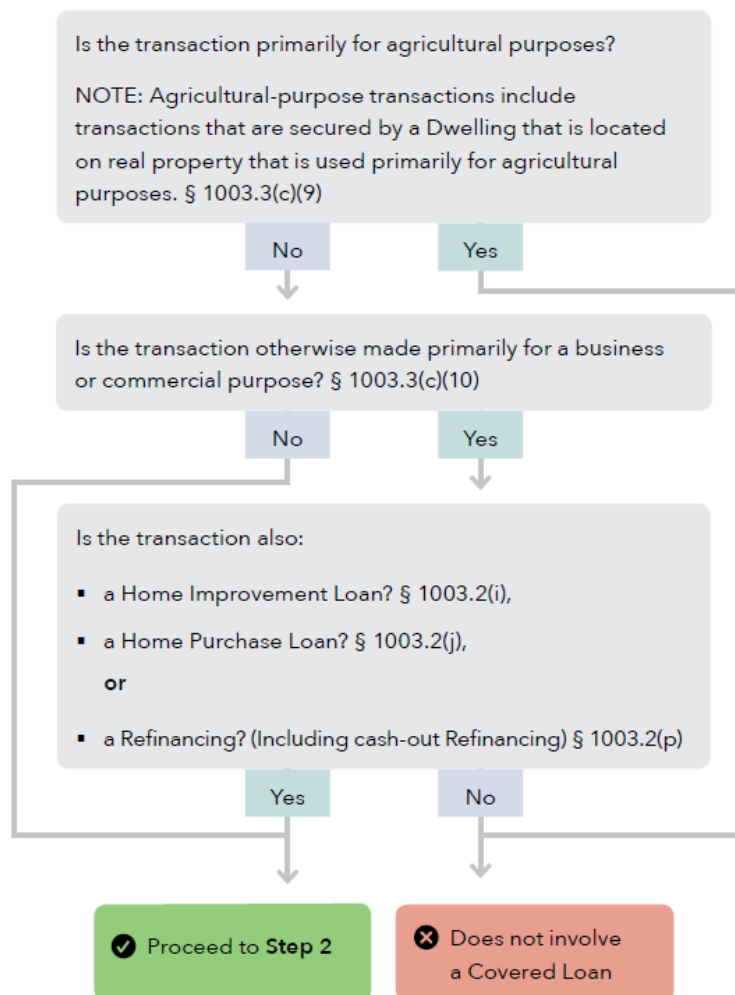 Is the transaction primarily for agricultural purposes?
NOTE: Agricultural-purpose transactions include
transactions that are secured by a Dwelling that is located
on real property that is used primarily for agricultural
purposes. § 1003.3(c)(9)
No
Yes
Is the transaction otherwise made primarily for a business
or commercial purpose? § 1003.3(c)(10)
No
Yes
Is the transaction also:
▪ a Home Improvement Loan? § 1003.2(i),
▪ a Home Purchase Loan? § 1003.2(j),
or
▪ a Refinancing? (Including cash-out Refinancing) § 1003.2(p)
Yes
No
Proceed to Step 2
Does not involve
a Covered Loan